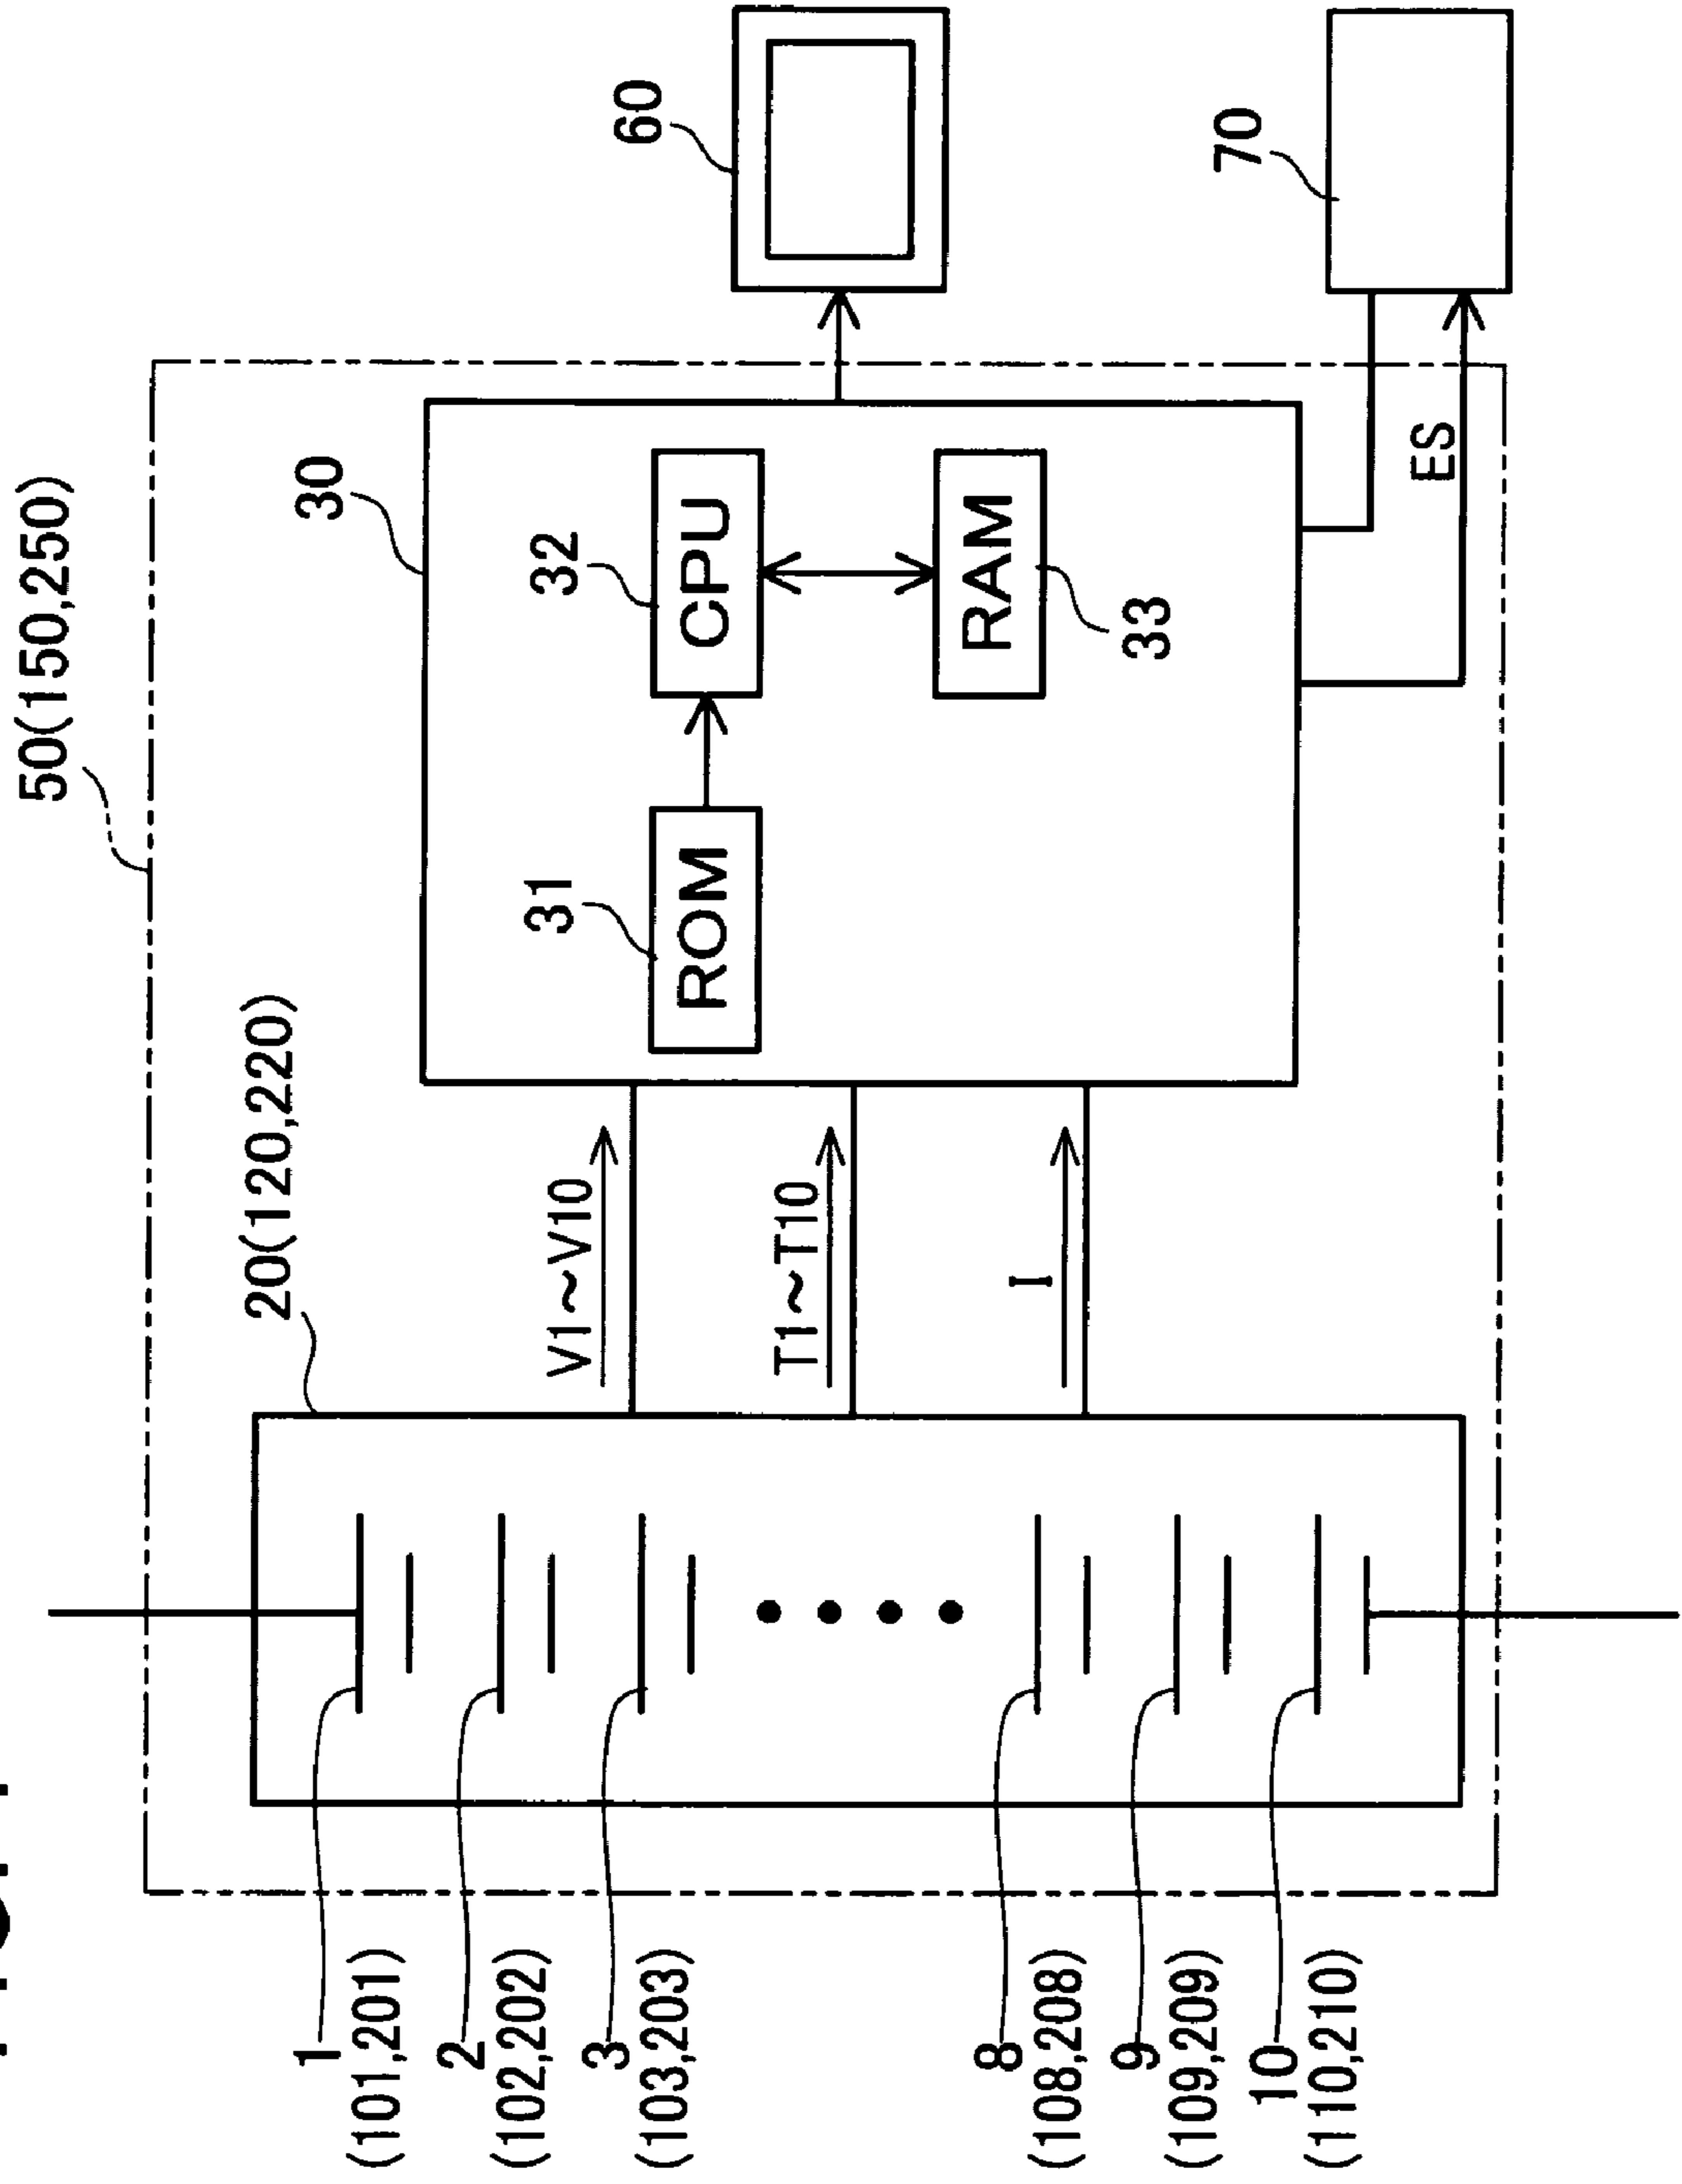 50(150,250)
20(120,220)
30
31
ROM
32
CPU
RAM
33
60
70
V1~V10
T1~T10
I
ES
1
(101,201)
2
(102,202)
3
(103,203)
8
(108,208)
9
(109,209)
10
(110,210)